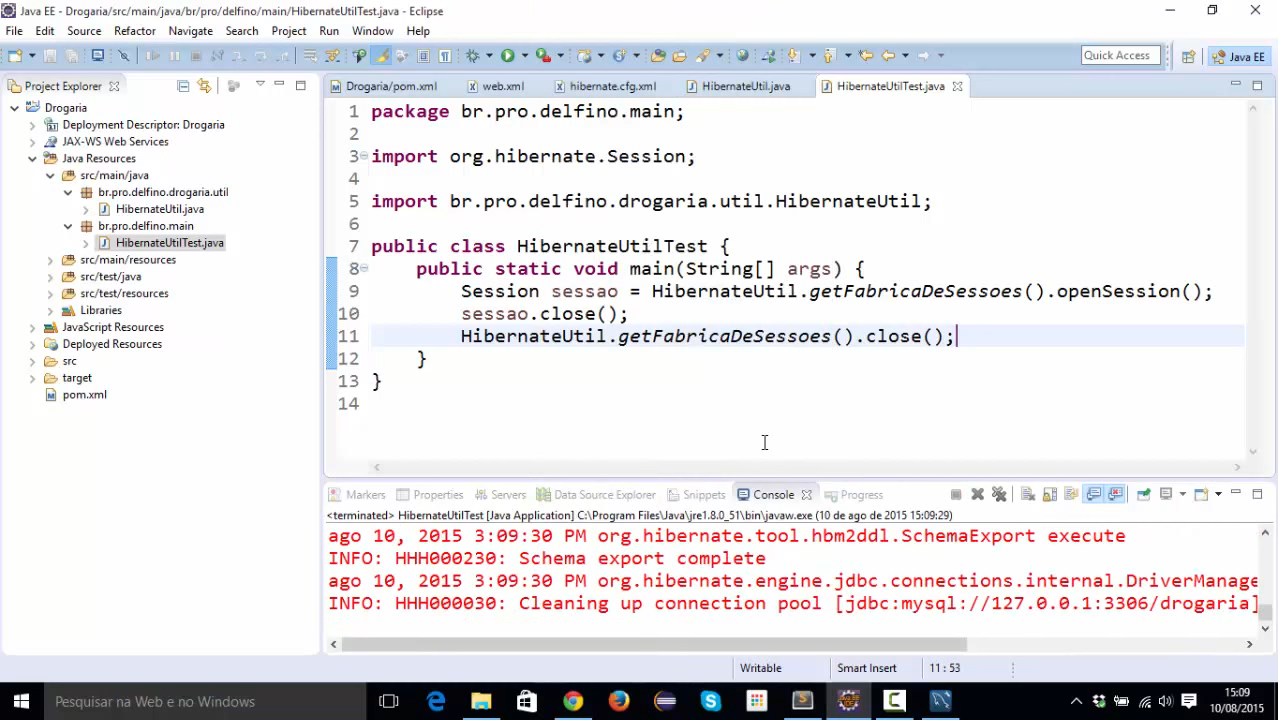 Java EE - Drogaria/src/main/java/br/pro/delfino/main/HibernateUtilTest.java - Eclipse
File Edit Source Refactor Navigate Search Project Run Window Help
Quick Access
Java EE
Project Explorer
Drogaria
Deployment Descriptor: Drogaria
JAX-WS Web Services
Java Resources
src/main/java
br.pro.delfino.drogaria.util
HibernateUtil.java
br.pro.delfino.main
HibernateUtilTest.java
src/main/resources
src/test/java
src/test/resources
Libraries
JavaScript Resources
Deployed Resources
src
target
pom.xml
Drogaria/pom.xml web.xml hibernate.cfg.xml HibernateUtil.java HibernateUtilTest.java
1 package br.pro.delfino.main;
2
3 import org.hibernate.Session;
4
5 import br.pro.delfino.drogaria.util.HibernateUtil;
6
7 public class HibernateUtilTest {
8 public static void main(String[] args) {
9 Session sessao = HibernateUtil.getFabricaDeSessoes().openSession();
10 sessao.close();
11 HibernateUtil.getFabricaDeSessoes().close();
12 }
13 }
14
Markers Properties Servers Data Source Explorer Snippets Console Progress
<terminated> HibernateUtilTest [Java Application] C:\Program Files\Java\jre1.8.0_51\bin\javaw.exe (10 de ago de 2015 15:09:29)
ago 10, 2015 3:09:30 PM org.hibernate.tool.hbm2ddl.SchemaExport execute
INFO: HHH000230: Schema export complete
ago 10, 2015 3:09:30 PM org.hibernate.engine.jdbc.connections.internal.DriverManage
INFO: HHH000030: Cleaning up connection pool [jdbc:mysql://127.0.0.1:3306/drogaria]
Writable Smart Insert 11 : 53
Pesquisar na Web e no Windows
15:09
10/08/2015